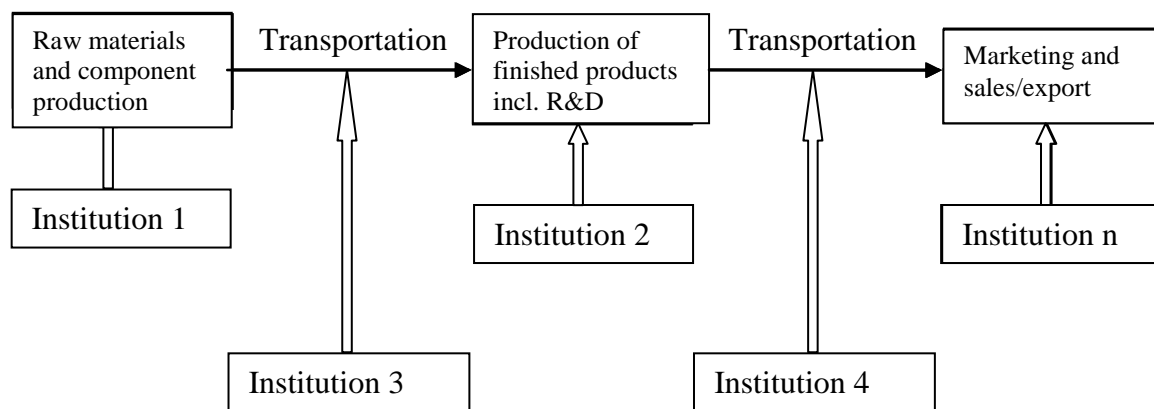 Raw materials
and component
production
Transportation
Production of
finished products
incl. R&D
Transportation
Marketing and
sales/export
Institution 1
Institution 2
Institution n
Institution 3
Institution 4